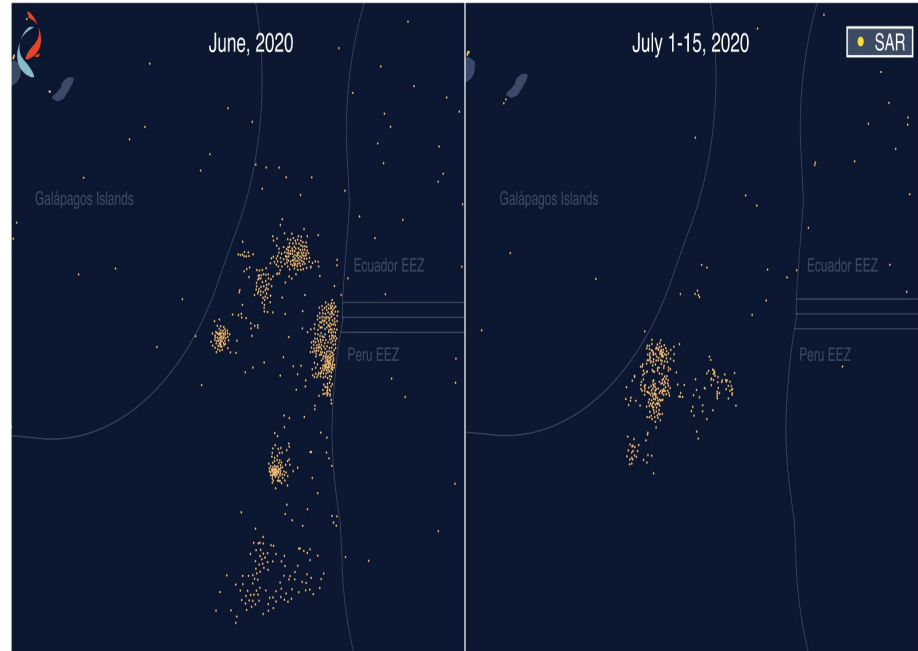 June, 2020
Galápagos Islands
Ecuador EEZ
Peru EEZ
July 1-15, 2020
SAR
Galápagos Islands
Ecuador EEZ
Peru EEZ